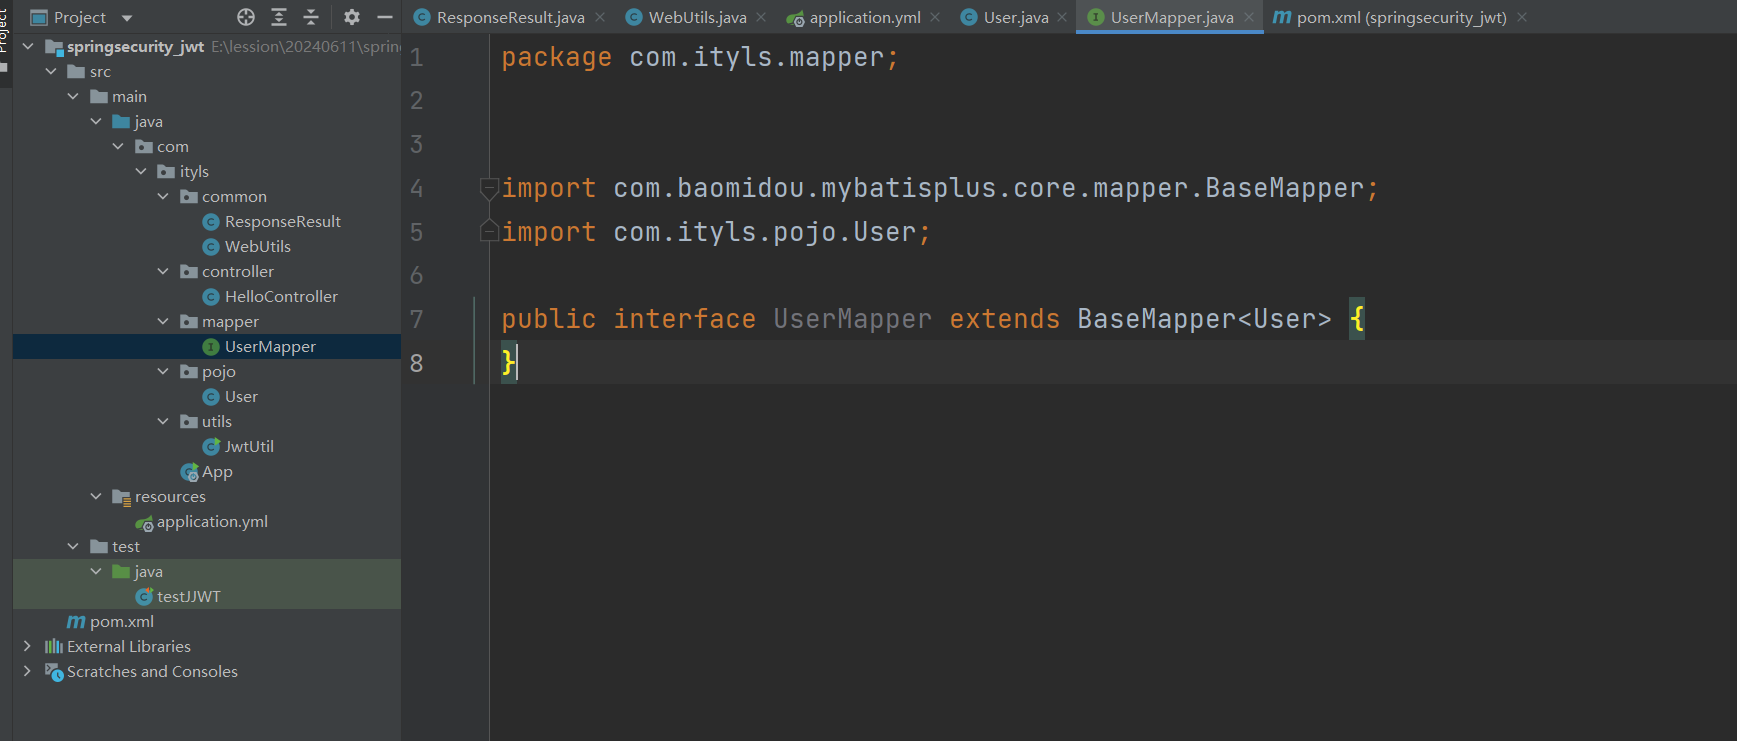 Project
ResponseResult.java
WebUtils.java
application.yml
User.java
UserMapper.java
pom.xml (springsecurity_jwt)
Project
springsecurity_jwt E:\lession\20240611\spring
src
main
java
com
ityls
common
ResponseResult
WebUtils
controller
HelloController
mapper
UserMapper
pojo
User
utils
JwtUtil
App
resources
application.yml
test
java
testJJWT
pom.xml
External Libraries
Scratches and Consoles
1 package com.ityls.mapper;
2
3
4 import com.baomidou.mybatisplus.core.mapper.BaseMapper;
5 import com.ityls.pojo.User;
6
7 public interface UserMapper extends BaseMapper<User> {
8 }